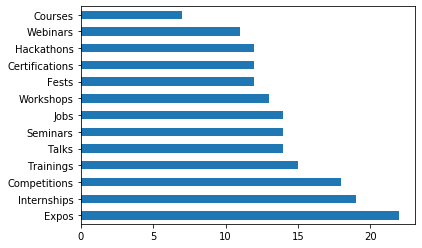 Courses
Webinars
Hackathons
Certifications
Fests
Workshops
Jobs
Seminars
Talks
Trainings
Competitions
Internships
Expos
0 5 10 15 20